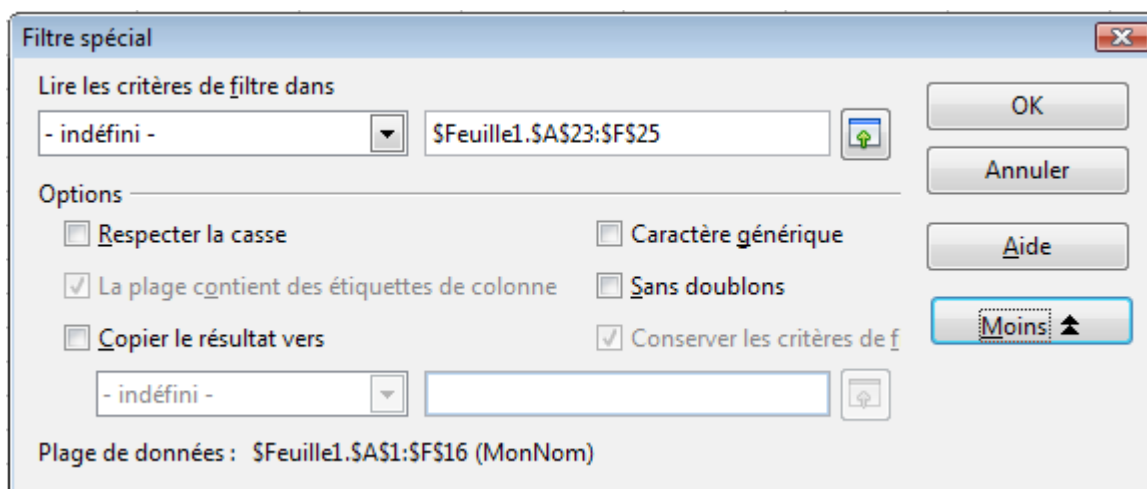 Filtre spécial
Lire les critères de filtre dans
- indéfini -
$Feuille1.$A$23:$F$25
OK
Annuler
Options
Respecter la casse
Caractère générique
Aide
La plage contient des étiquettes de colonne
Sans doublons
Moins
Copier le résultat vers
Conserver les critères de f
- indéfini -
Plage de données : $Feuille1.$A$1:$F$16 (MonNom)